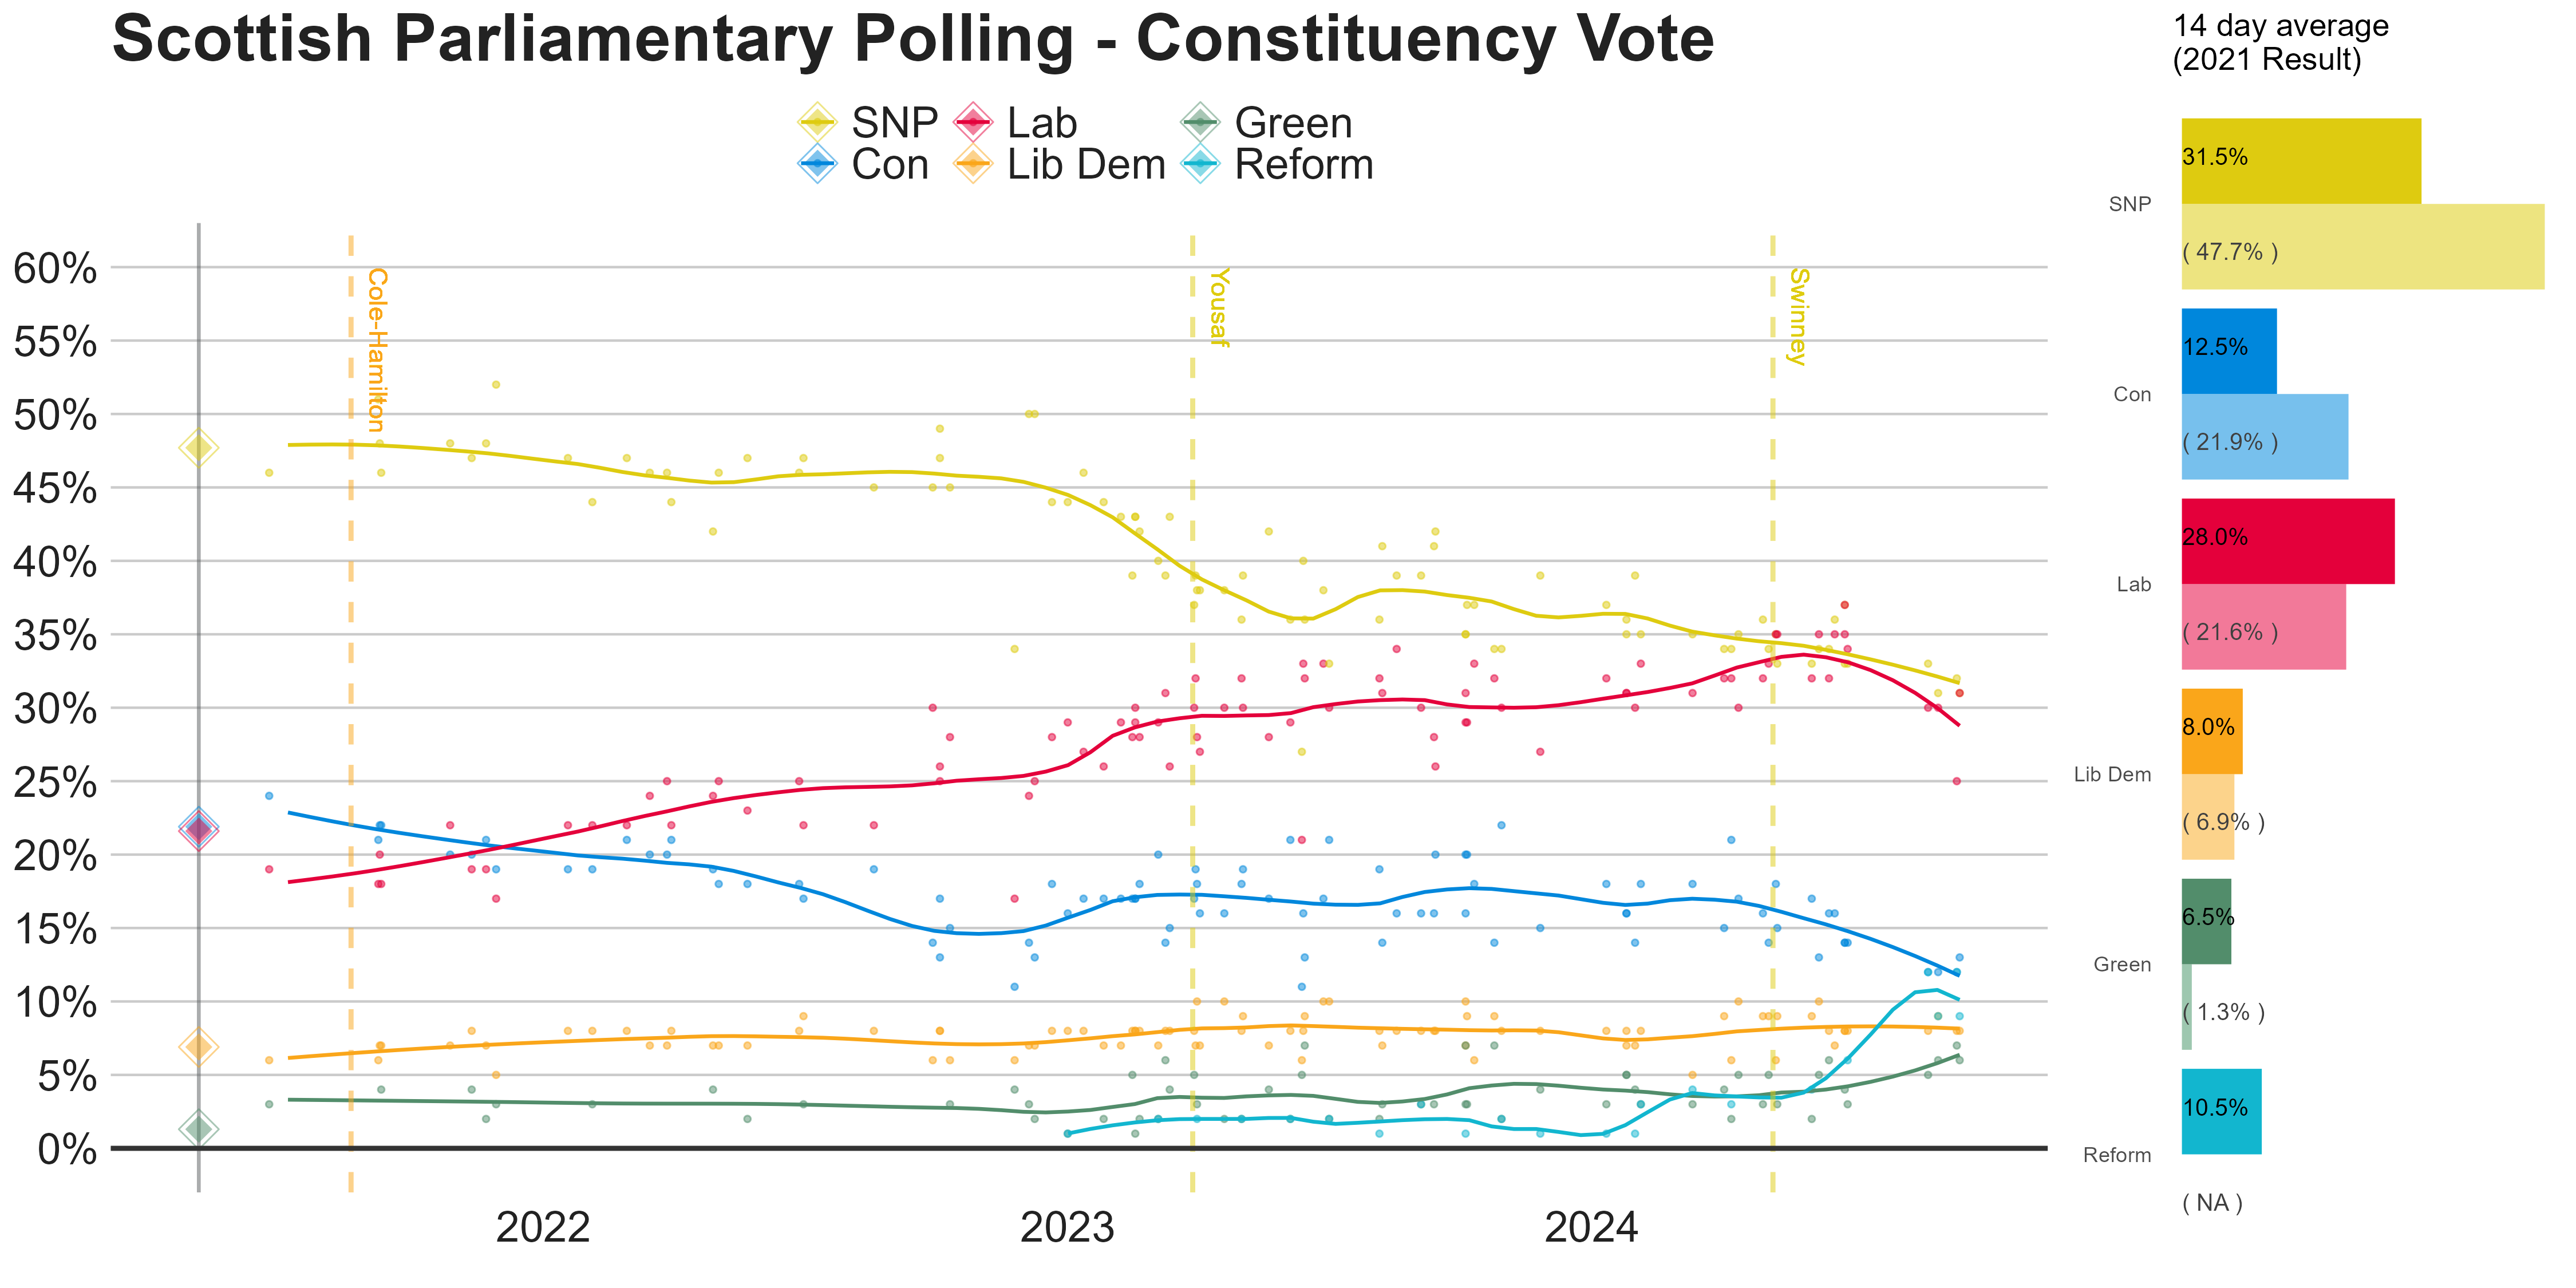 Scottish Parliamentary Polling - Constituency Vote
14 day average
(2021 Result)
SNP Lab Green
Con Lib Dem Reform
60%
55%
50%
45%
40%
35%
30%
25%
20%
15%
10%
5%
0%
Cole-Hamilton
Yousaf
Swinney
2022 2023 2024
31.5%
SNP
( 47.7% )
12.5%
Con
( 21.9% )
28.0%
Lab
( 21.6% )
8.0%
Lib Dem
( 6.9% )
6.5%
Green
( 1.3% )
10.5%
Reform
( NA )